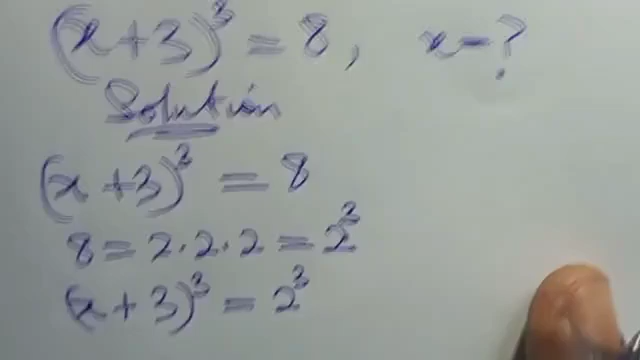 (x+3)³ = 8, x-?
Solution
(x+3)³ = 8
8 = 2·2·2 = 2³
(x+3)³ = 2³